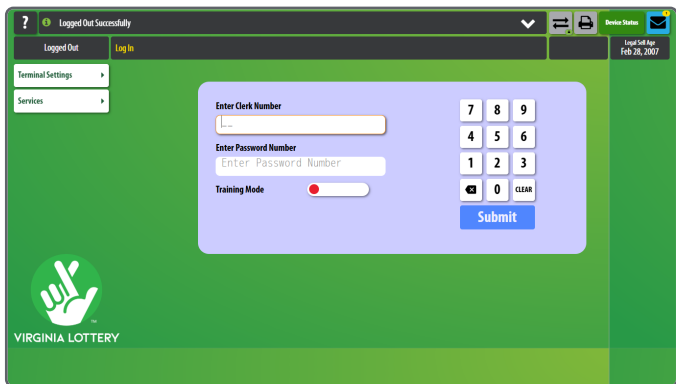 ? Logged Out Successfully
Device Status
Logged Out
Log In
Legal Sell Age
Feb 28, 2007
Terminal Settings
Services
Enter Clerk Number
__
Enter Password Number
Enter Password Number
Training Mode
7 8 9
4 5 6
1 2 3
0 CLEAR
Submit
TM
VIRGINIA LOTTERY